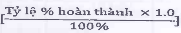 [Tỷ lệ % hoàn thành × 1.0
100%]